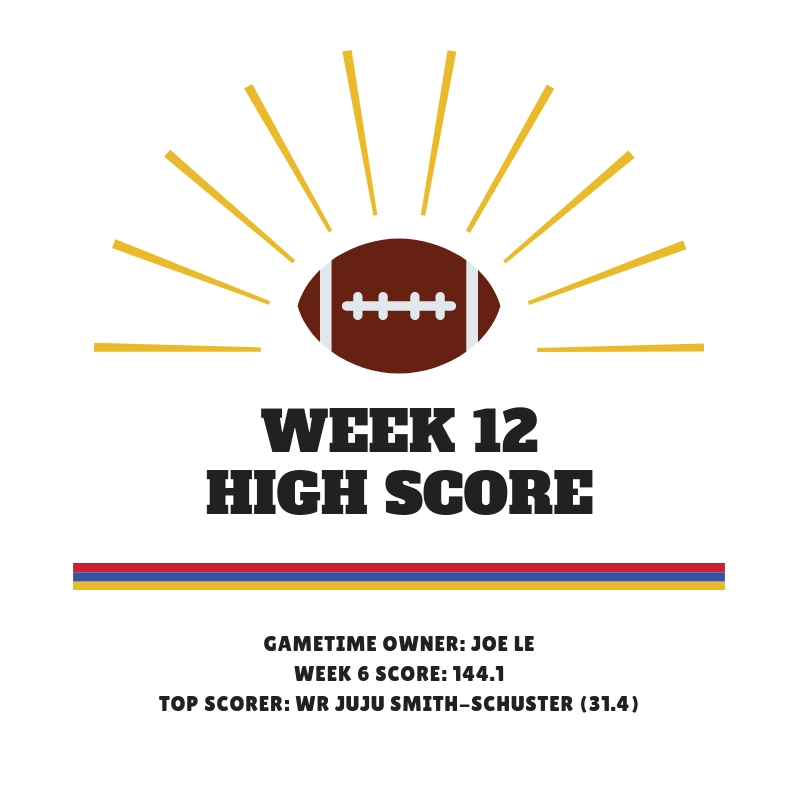 WEEK 12
HIGH SCORE
GAMETIME OWNER: JOE LE
WEEK 6 SCORE: 144.1
TOP SCORER: WR JUJU SMITH-SCHUSTER (31.4)